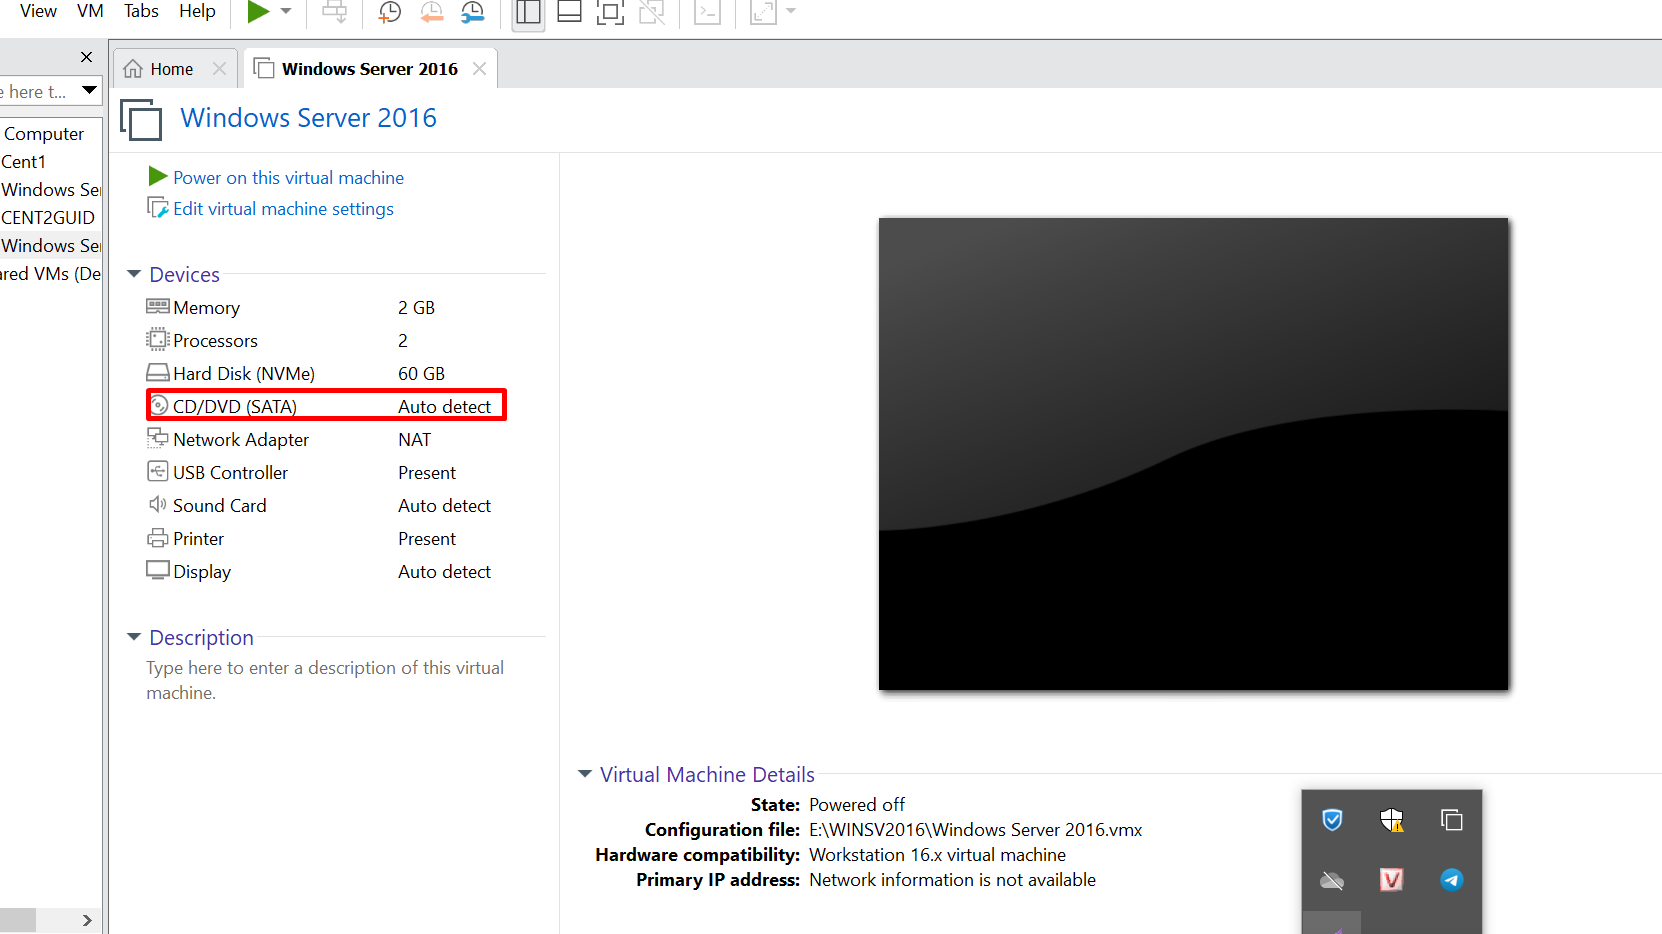 View VM Tabs Help
Home
Windows Server 2016
e here t...
Computer
Cent1
Windows Ser
CENT2GUID
Windows Ser
ared VMs (De
Windows Server 2016
Power on this virtual machine
Edit virtual machine settings
Devices
Memory 2 GB
Processors 2
Hard Disk (NVMe) 60 GB
CD/DVD (SATA) Auto detect
Network Adapter NAT
USB Controller Present
Sound Card Auto detect
Printer Present
Display Auto detect
Description
Type here to enter a description of this virtual
machine.
Virtual Machine Details
State: Powered off
Configuration file: E:\WINSV2016\Windows Server 2016.vmx
Hardware compatibility: Workstation 16.x virtual machine
Primary IP address: Network information is not available
V